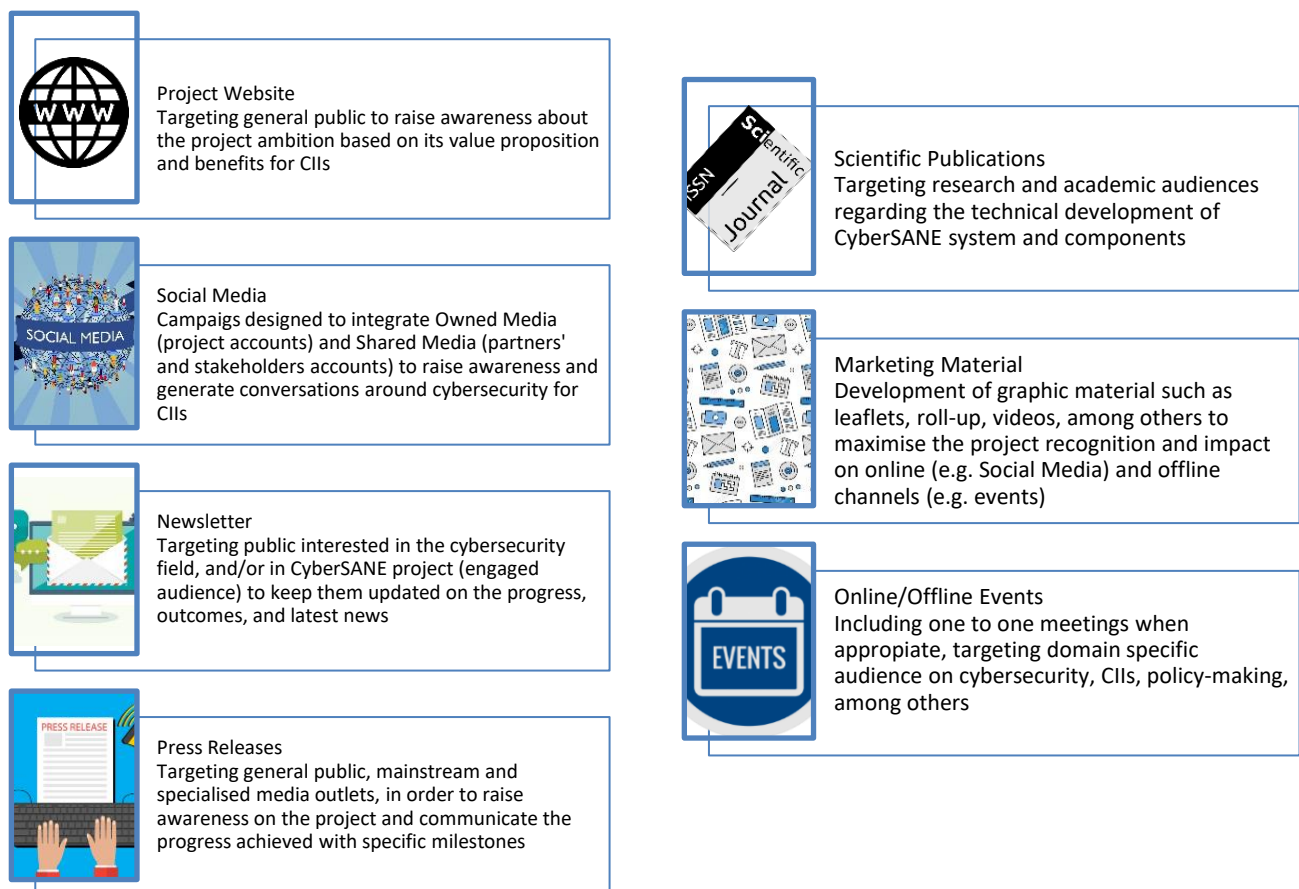 WWW
Project Website
Targeting general public to raise awareness about
the project ambition based on its value proposition
and benefits for CIIs
SOCIAL MEDIA
Social Media
Campaigs designed to integrate Owned Media
(project accounts) and Shared Media (partners'
and stakeholders accounts) to raise awareness and
generate conversations around cybersecurity for
CIIs
Newsletter
Targeting public interested in the cybersecurity
field, and/or in CyberSANE project (engaged
audience) to keep them updated on the progress,
outcomes, and latest news
PRESS RELEASE
Press Releases
Targeting general public, mainstream and
specialised media outlets, in order to raise
awareness on the project and communicate the
progress achieved with specific milestones
Scientific
Journal
ISSN
Scientific Publications
Targeting research and academic audiences
regarding the technical development of
CyberSANE system and components
Marketing Material
Development of graphic material such as
leaflets, roll-up, videos, among others to
maximise the project recognition and impact
on online (e.g. Social Media) and offline
channels (e.g. events)
EVENTS
Online/Offline Events
Including one to one meetings when
appropiate, targeting domain specific
audience on cybersecurity, CIIs, policy-making,
among others